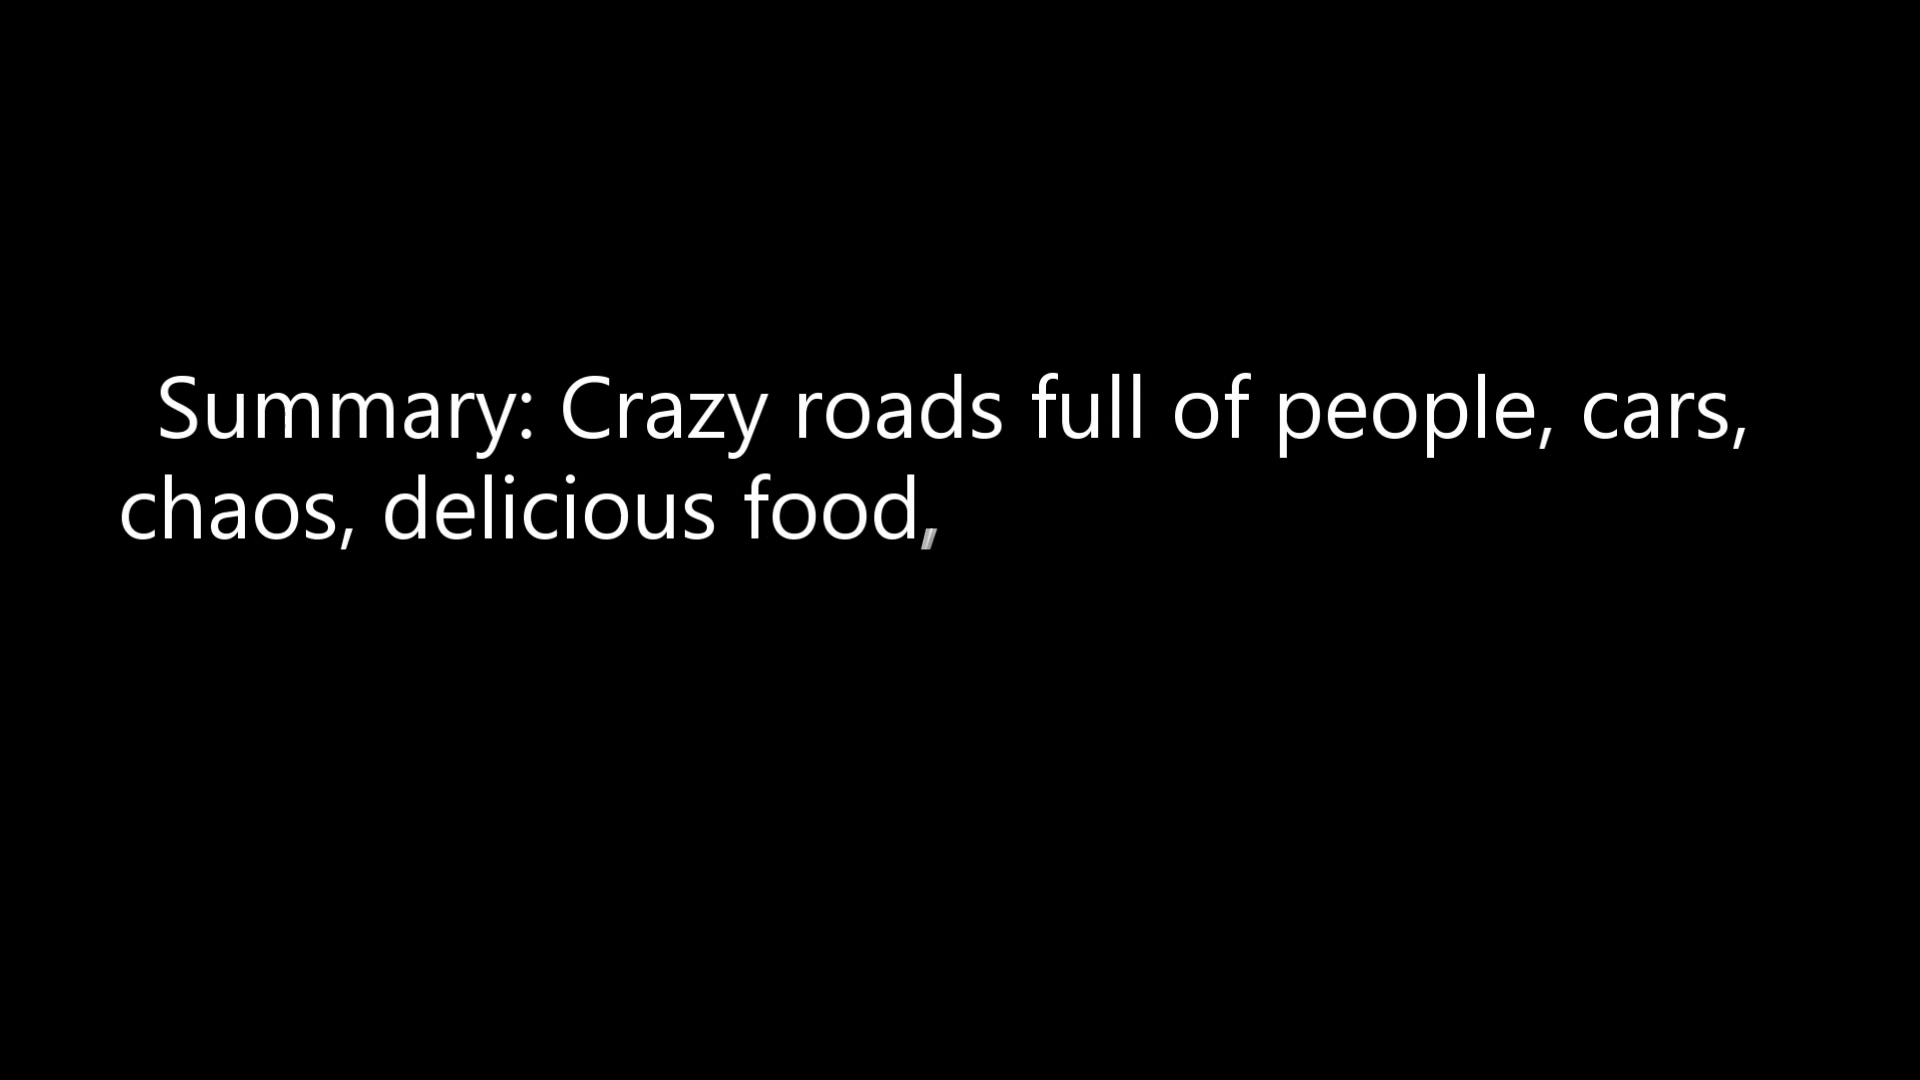 Summary: Crazy roads full of people, cars,
chaos, delicious food,